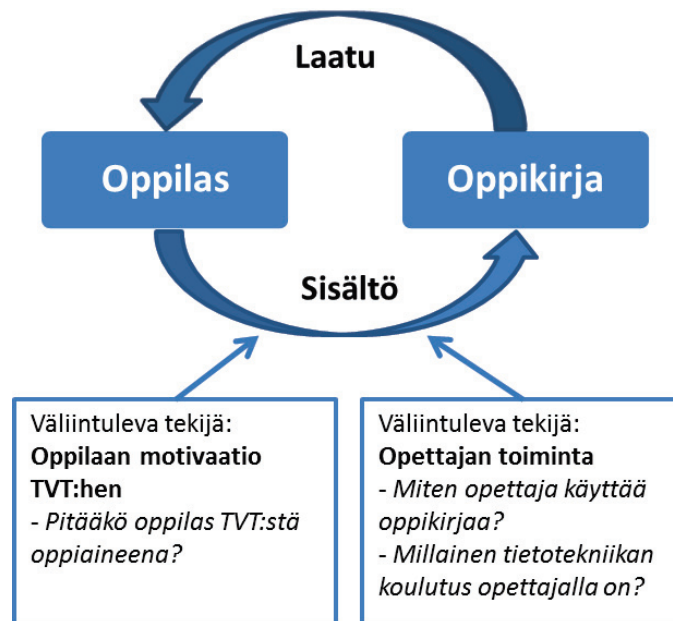 Laatu
Oppilas
Oppikirja
Sisältö
Väliintuleva tekijä:
Oppilaan motivaatio
TVT:hen
- Pitääkö oppilas TVT:stä
oppiaineena?
Väliintuleva tekijä:
Opettajan toiminta
- Miten opettaja käyttää
oppikirjaa?
- Millainen tietotekniikan
koulutus opettajalla on?